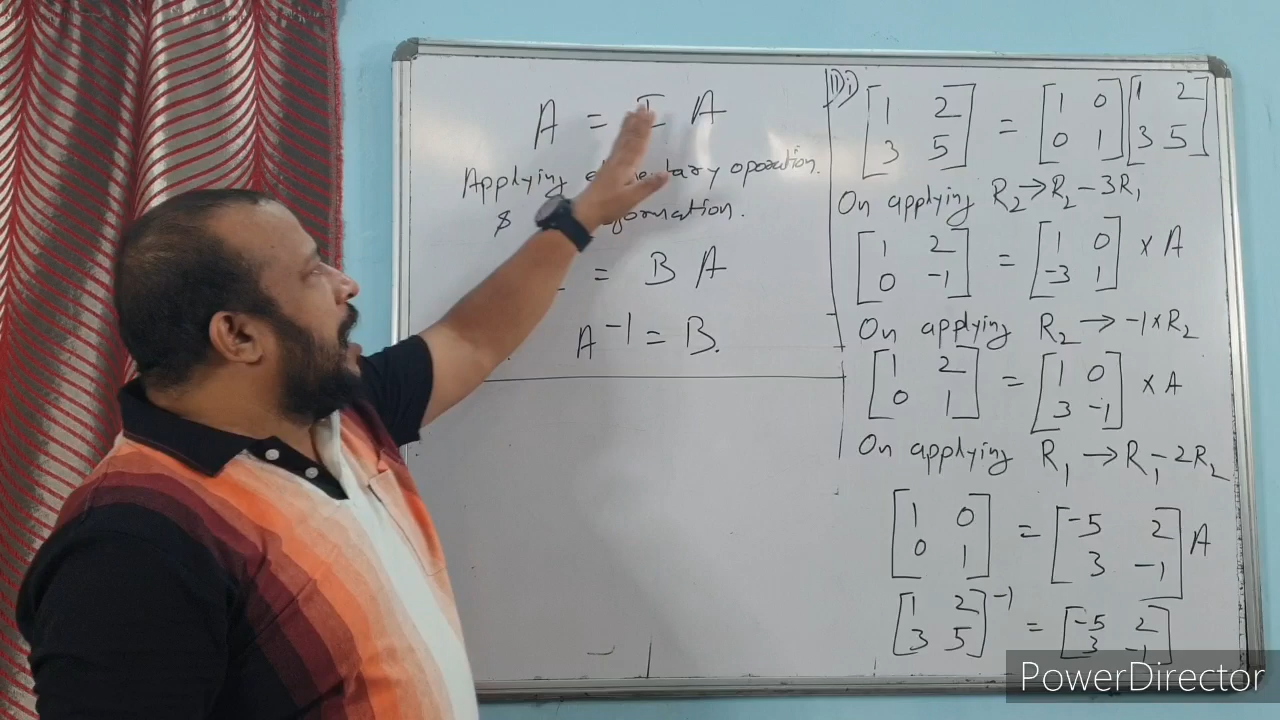 A = I A
Applying operation.
&
= B A
A⁻¹ = B.
11) i) [1 2; 3 5] = [1 0; 0 1] [1 2; 3 5]
On applying R₂ → R₂ - 3R₁
[1 2; 0 -1] = [1 0; -3 1] × A
On applying R₂ → -1×R₂
[1 2; 0 1] = [1 0; 3 -1] × A
On applying R₁ → R₁ - 2R₂
[1 0; 0 1] = [-5 2; 3 -1] A
[1 2; 3 5]⁻¹ = [-5 2; 3 -1]
PowerDirector